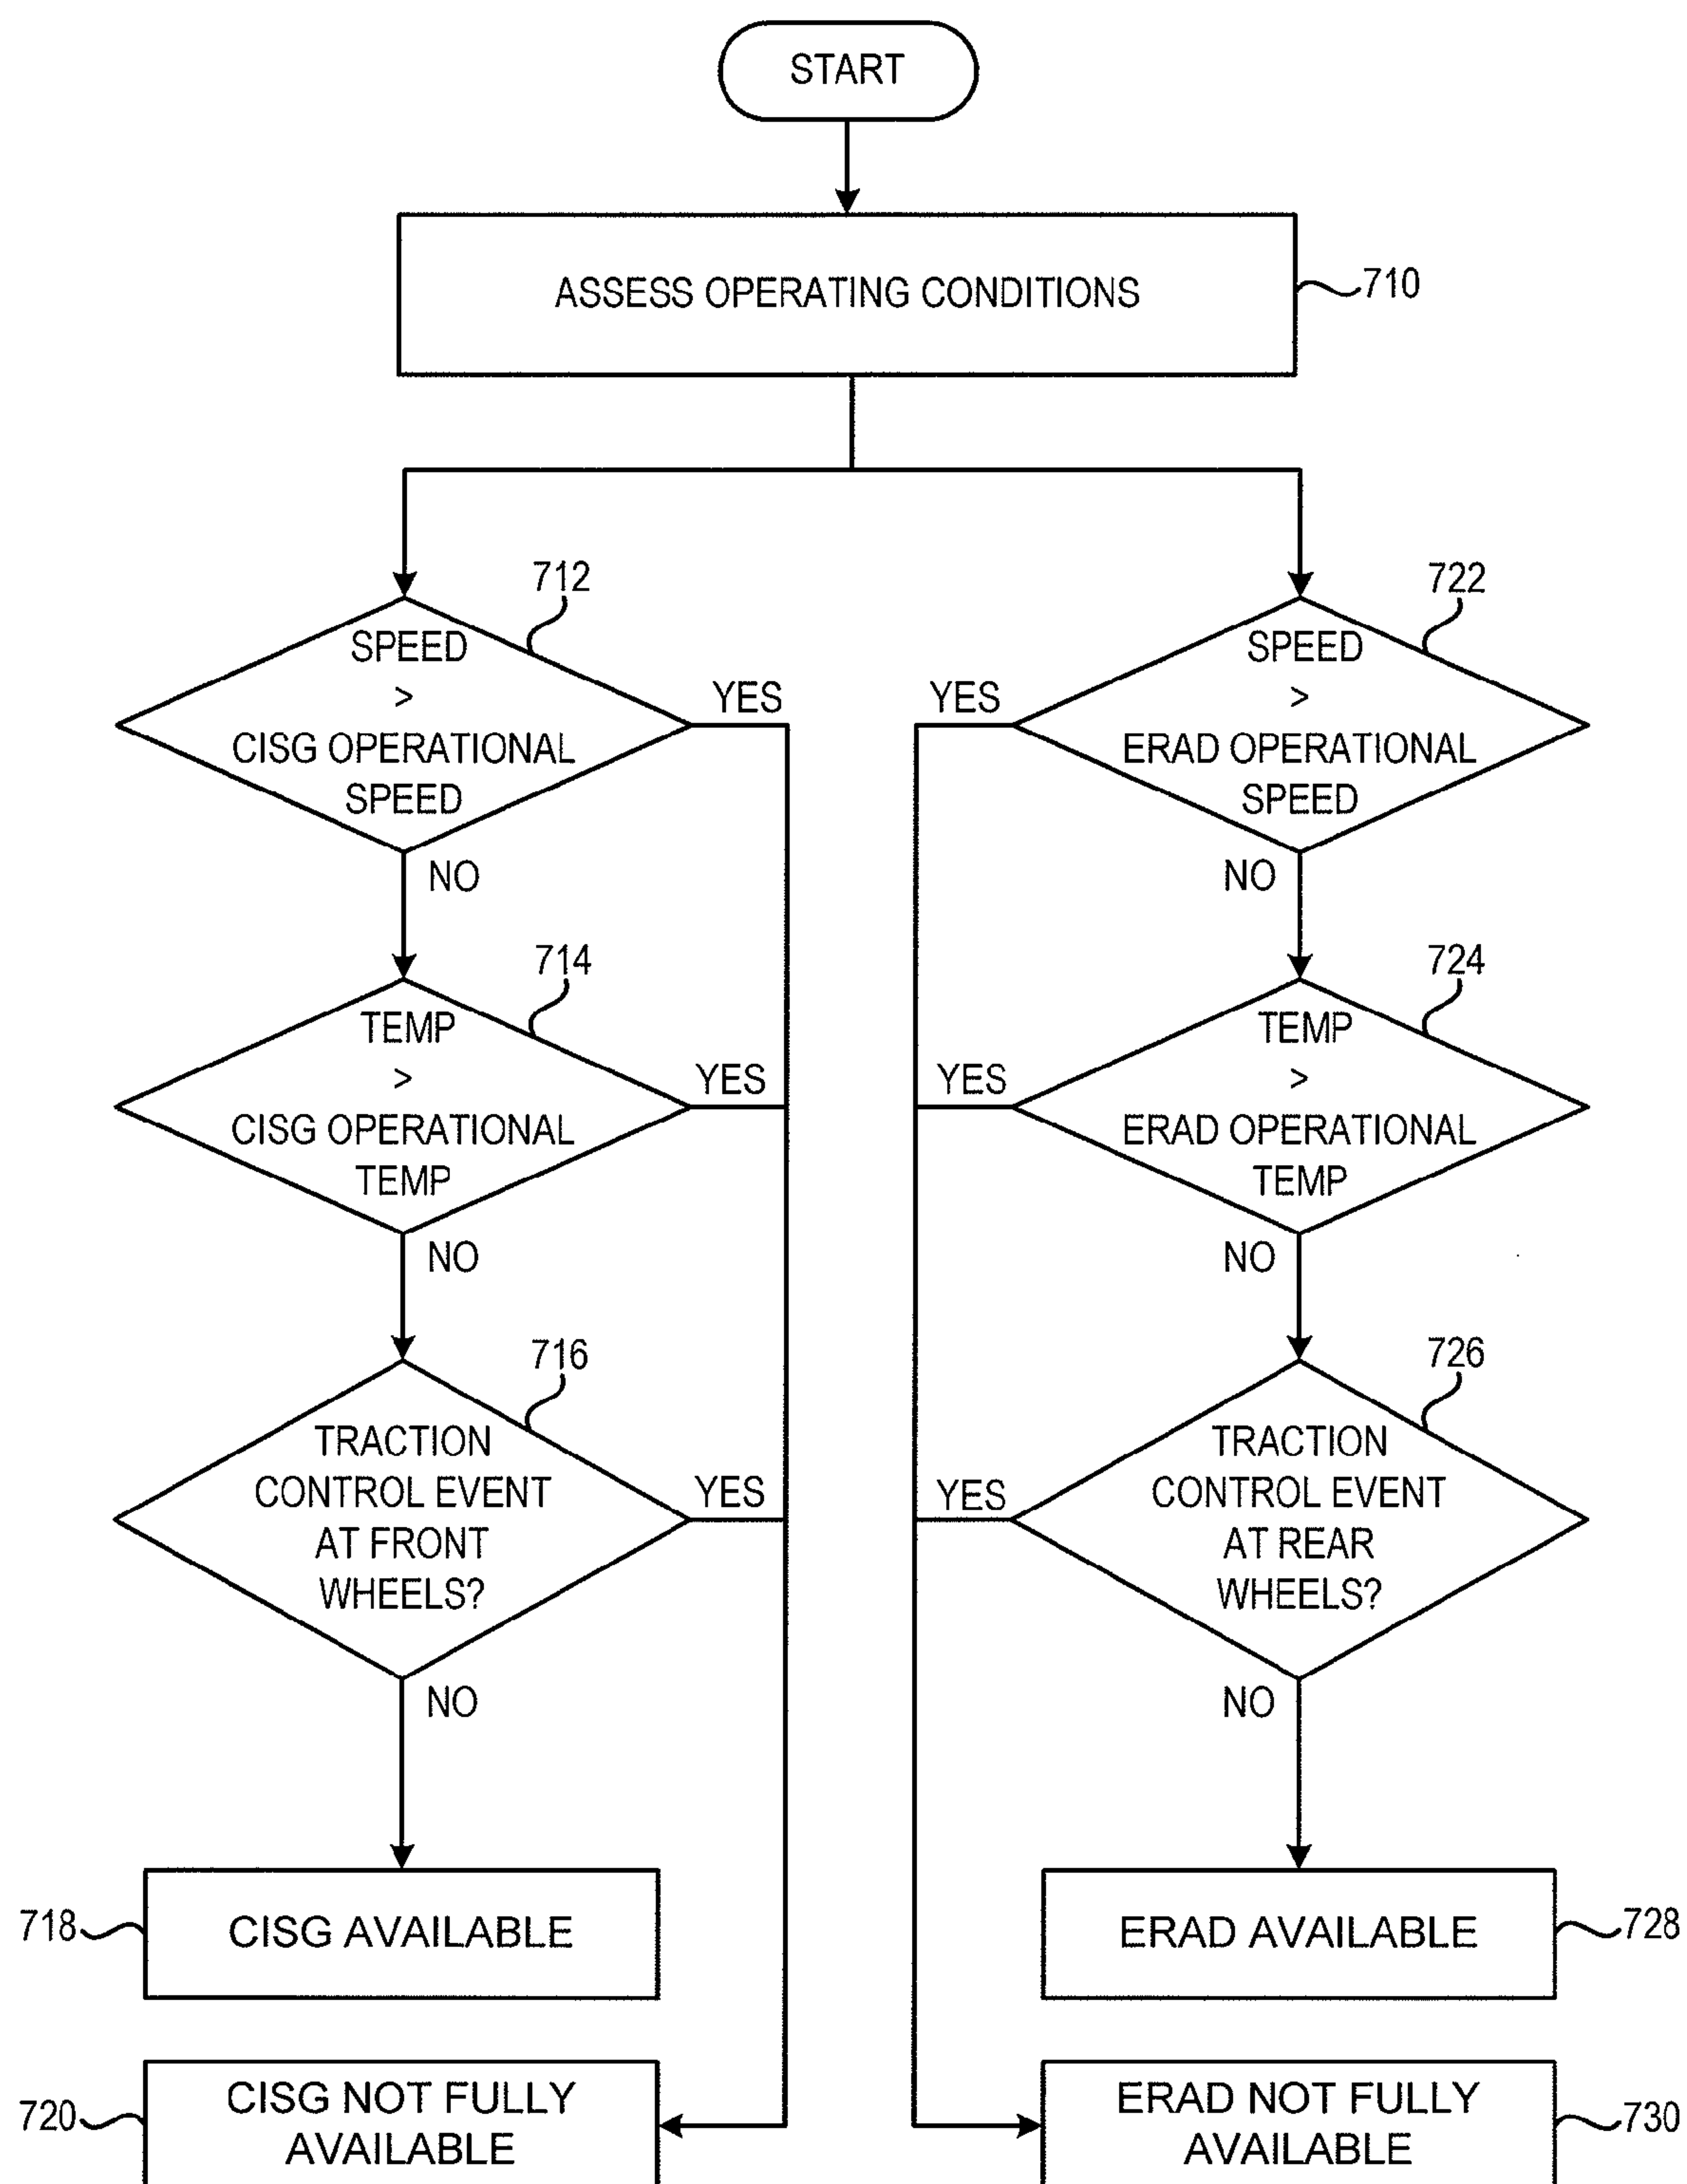 START
ASSESS OPERATING CONDITIONS
710
712
SPEED
>
CISG OPERATIONAL
SPEED
YES
NO
714
TEMP
>
CISG OPERATIONAL
TEMP
YES
NO
716
TRACTION
CONTROL EVENT
AT FRONT
WHEELS?
YES
NO
718
CISG AVAILABLE
720
CISG NOT FULLY
AVAILABLE
722
SPEED
>
ERAD OPERATIONAL
SPEED
YES
NO
724
TEMP
>
ERAD OPERATIONAL
TEMP
YES
NO
726
TRACTION
CONTROL EVENT
AT REAR
WHEELS?
YES
NO
ERAD AVAILABLE
728
ERAD NOT FULLY
AVAILABLE
730